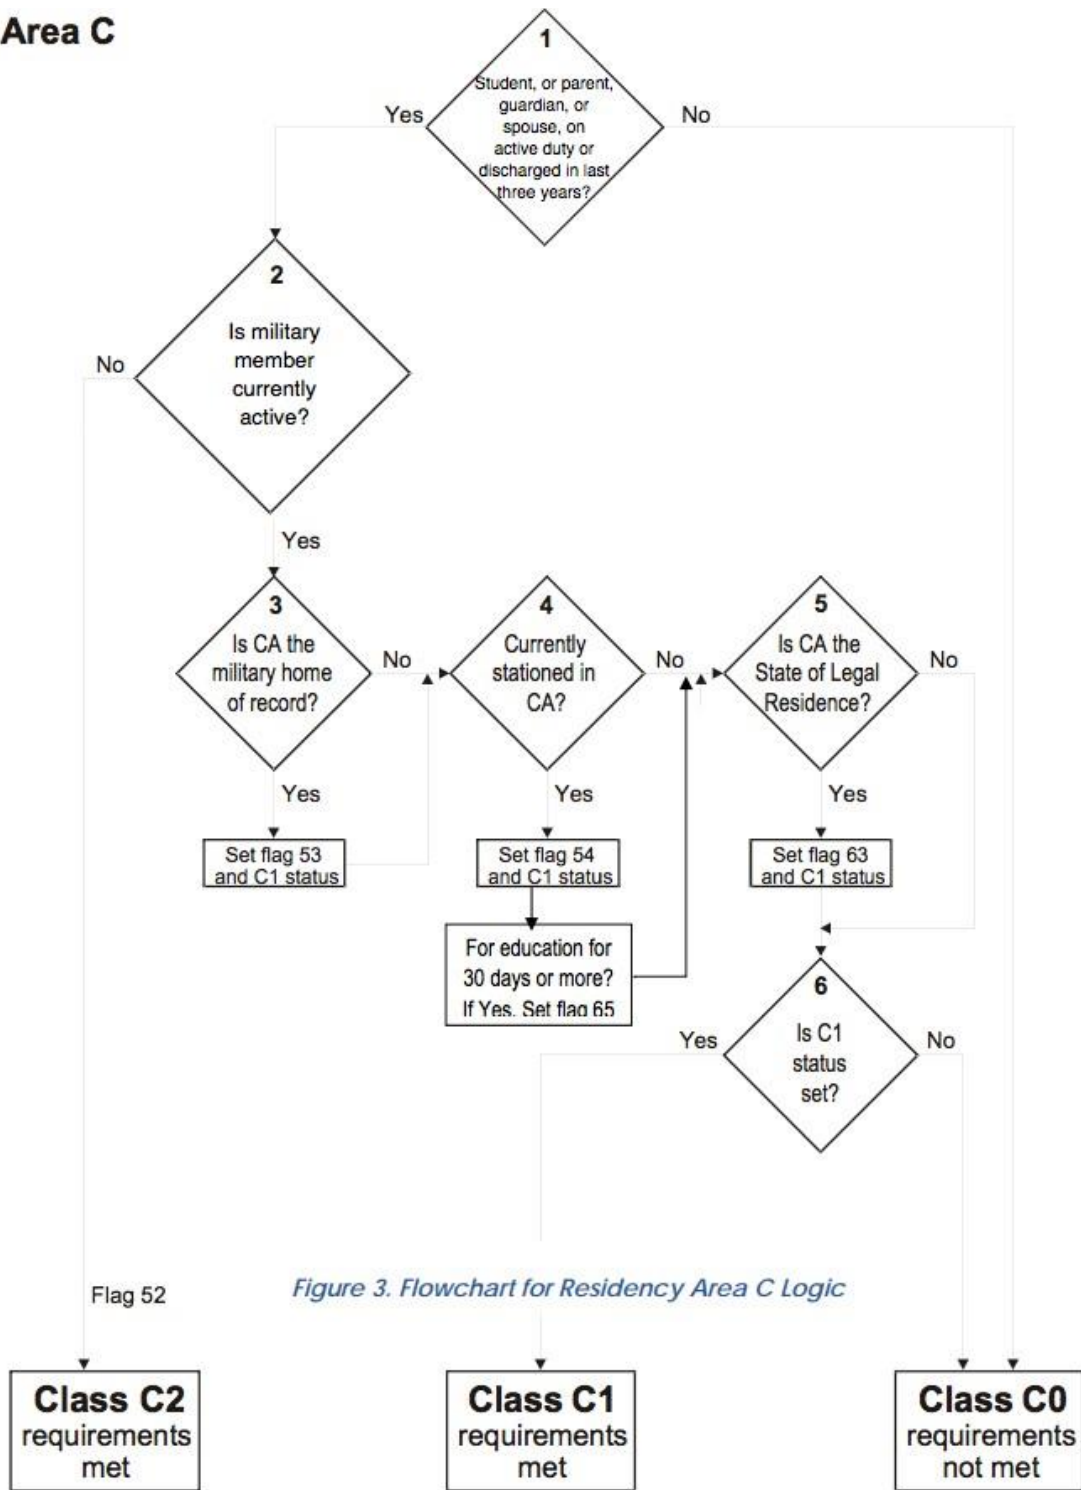 Area C
1
Student, or parent,
guardian, or
spouse, on
active duty or
discharged in last
three years?
Yes
No
2
Is military
member
currently
active?
No
Yes
3
Is CA the
military home
of record?
No
Yes
Set flag 53
and C1 status
4
Currently
stationed in
CA?
No
Yes
Set flag 54
and C1 status
For education for
30 days or more?
If Yes. Set flag 65
5
Is CA the
State of Legal
Residence?
No
Yes
Set flag 63
and C1 status
6
Is C1
status
set?
Yes
No
Flag 52
Figure 3. Flowchart for Residency Area C Logic
Class C2
requirements
met
Class C1
requirements
met
Class C0
requirements
not met